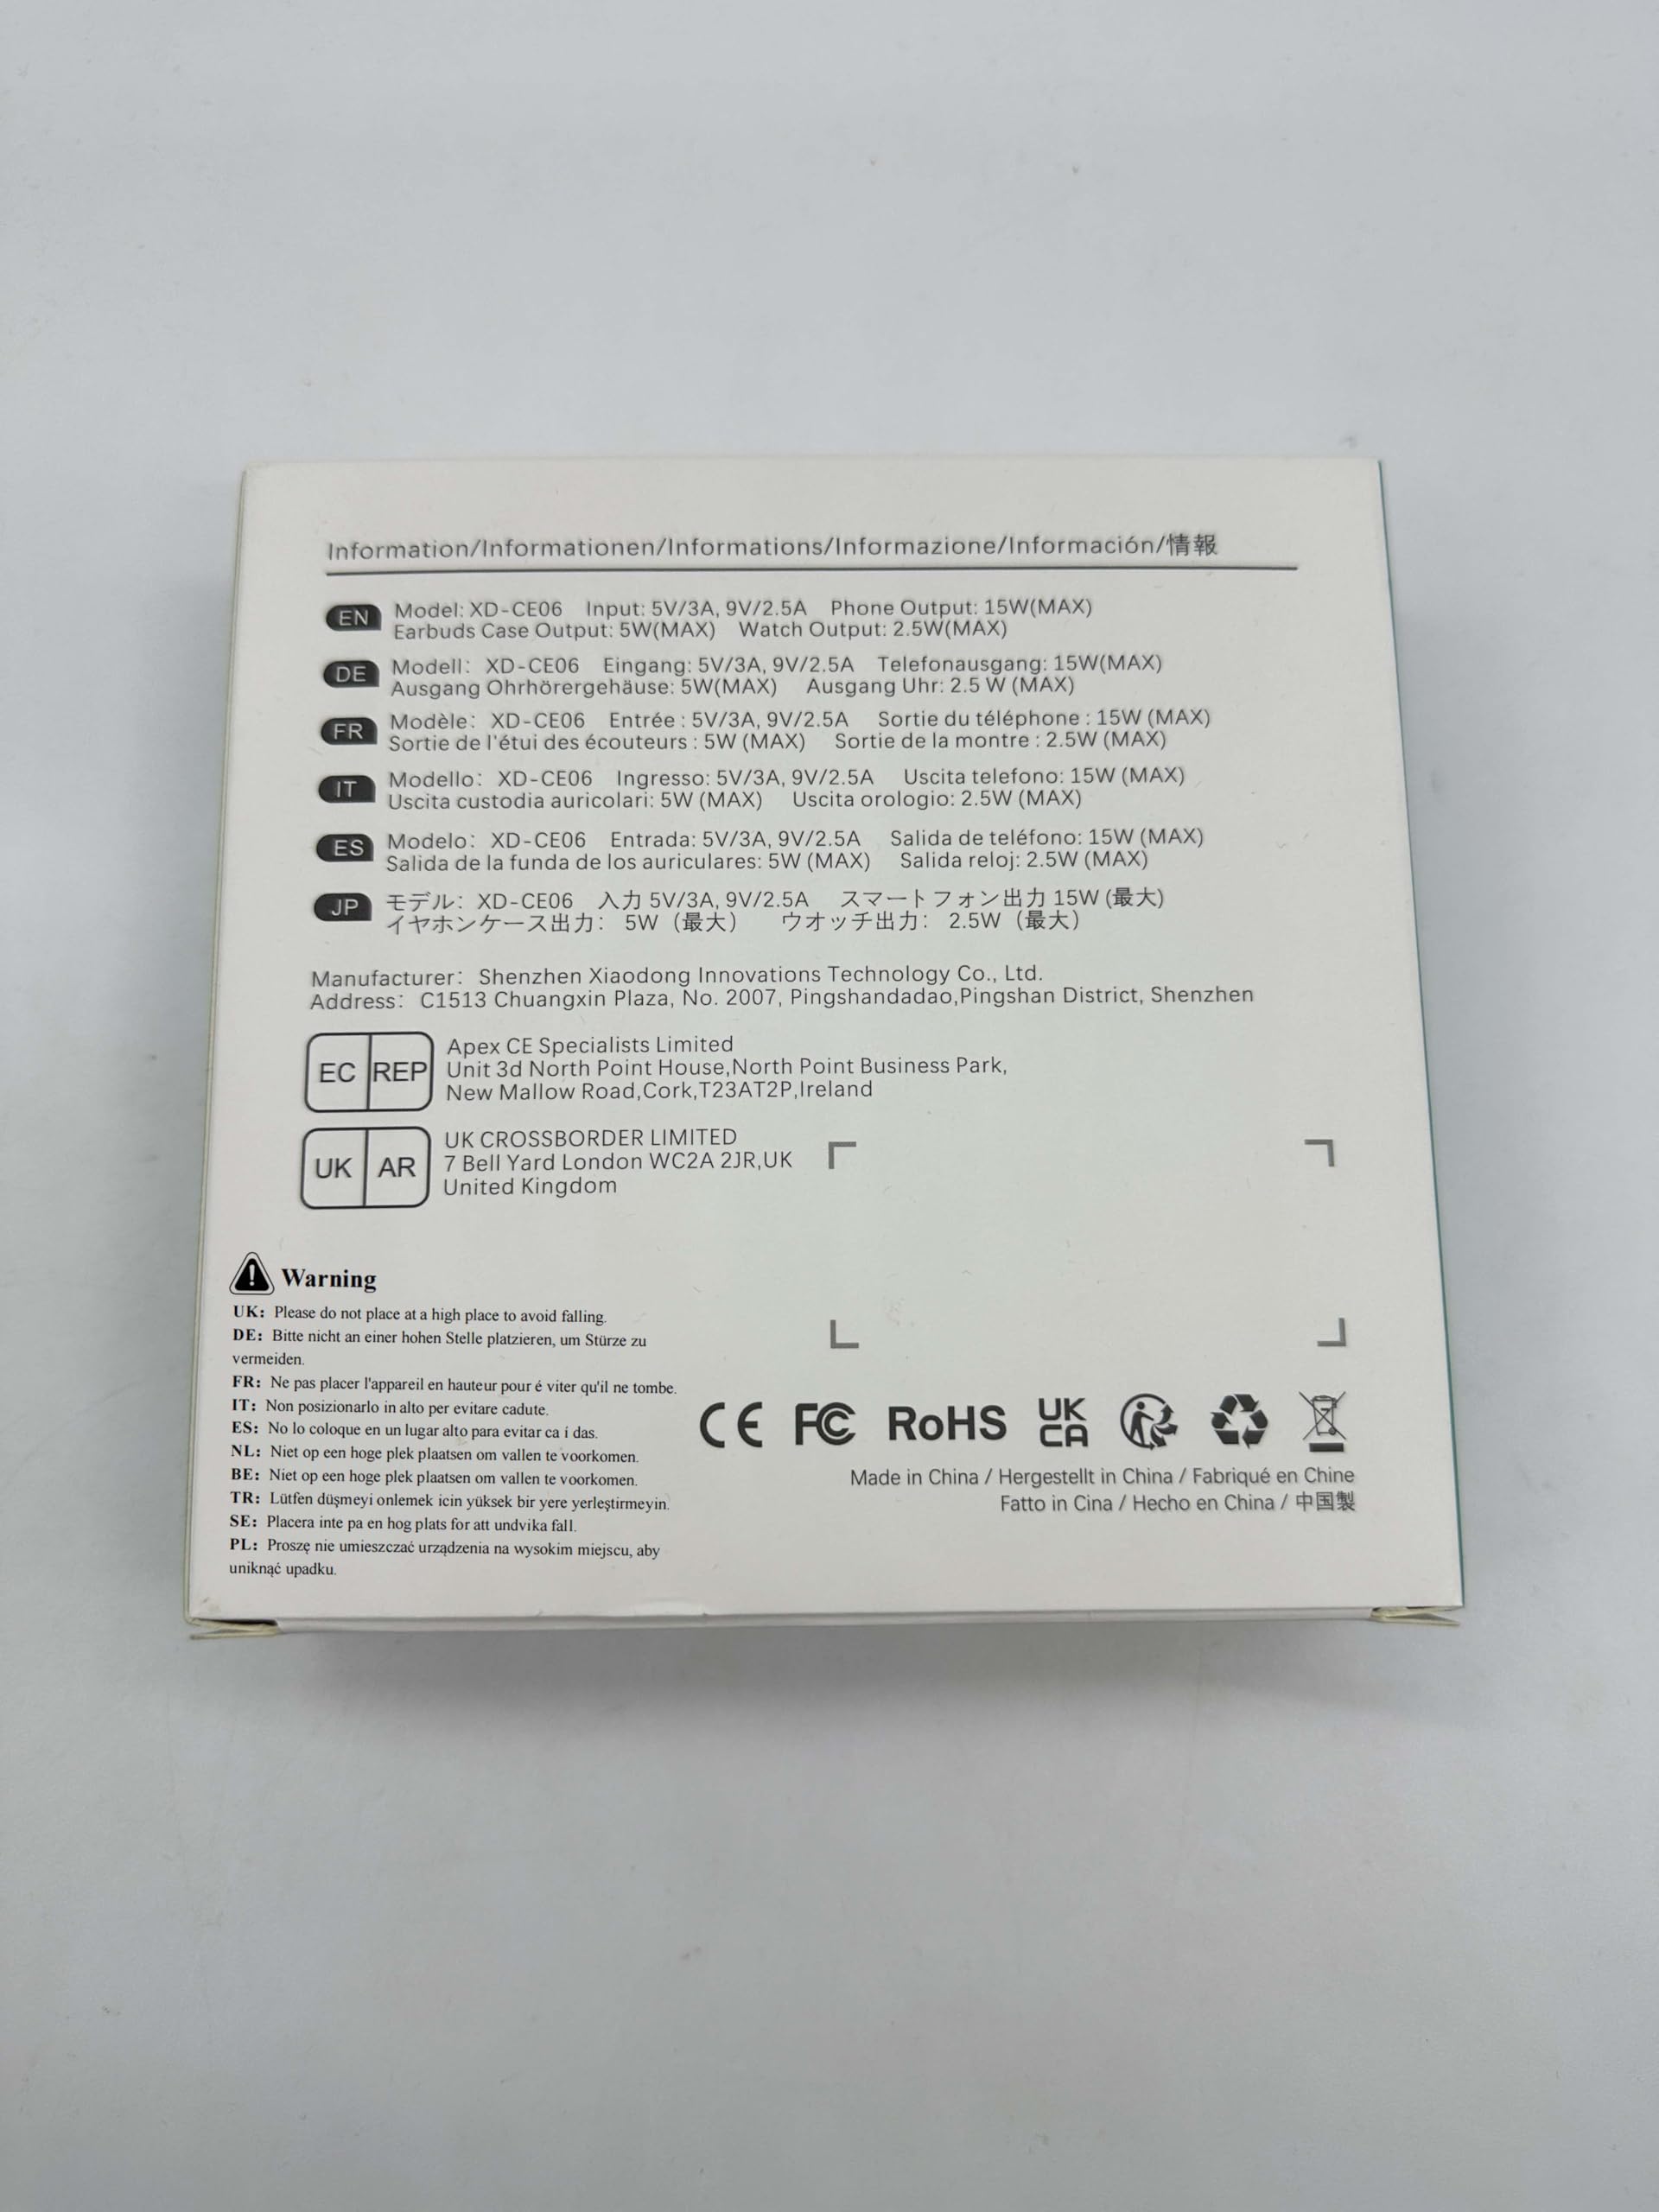 Information/Informationen/Informations/Informazione/Información/情報
EN Model: XD-CE06 Input: 5V/3A, 9V/2.5A Phone Output: 15W(MAX)
Earbuds Case Output: 5W(MAX) Watch Output: 2.5W(MAX)
DE Modell: XD-CE06 Eingang: 5V/3A, 9V/2.5A Telefonausgang: 15W(MAX)
Ausgang Ohrhörergehäuse: 5W(MAX) Ausgang Uhr: 2.5 W (MAX)
FR Modèle: XD-CE06 Entrée : 5V/3A, 9V/2.5A Sortie du téléphone : 15W (MAX)
Sortie de l'étui des écouteurs : 5W (MAX) Sortie de la montre : 2.5W (MAX)
IT Modello: XD-CE06 Ingresso: 5V/3A, 9V/2.5A Uscita telefono: 15W (MAX)
Uscita custodia auricolari: 5W (MAX) Uscita orologio: 2.5W (MAX)
ES Modelo: XD-CE06 Entrada: 5V/3A, 9V/2.5A Salida de teléfono: 15W (MAX)
Salida de la funda de los auriculares: 5W (MAX) Salida reloj: 2.5W (MAX)
JP モデル: XD-CE06 入力 5V/3A, 9V/2.5A スマートフォン出力 15W (最大)
イヤホンケース出力: 5W (最大) ウオッチ出力: 2.5W (最大)
Manufacturer: Shenzhen Xiaodong Innovations Technology Co., Ltd.
Address: C1513 Chuangxin Plaza, No. 2007, Pingshandadao,Pingshan District, Shenzhen
EC REP
Apex CE Specialists Limited
Unit 3d North Point House,North Point Business Park,
New Mallow Road,Cork,T23AT2P,Ireland
UK AR
UK CROSSBORDER LIMITED
7 Bell Yard London WC2A 2JR,UK
United Kingdom
Warning
UK: Please do not place at a high place to avoid falling.
DE: Bitte nicht an einer hohen Stelle platzieren, um Stürze zu
vermeiden.
FR: Ne pas placer l'appareil en hauteur pour é viter qu'il ne tombe.
IT: Non posizionarlo in alto per evitare cadute.
ES: No lo coloque en un lugar alto para evitar ca í das.
NL: Niet op een hoge plek plaatsen om vallen te voorkomen.
BE: Niet op een hoge plek plaatsen om vallen te voorkomen.
TR: Lütfen düşmeyi onlemek icin yüksek bir yere yerleştirmeyin.
SE: Placera inte pa en hog plats for att undvika fall.
PL: Proszę nie umieszczać urządzenia na wysokim miejscu, aby
uniknąć upadku.
CE FC RoHS UK CA
Made in China / Hergestellt in China / Fabriqué en Chine
Fatto in Cina / Hecho en China / 中国製